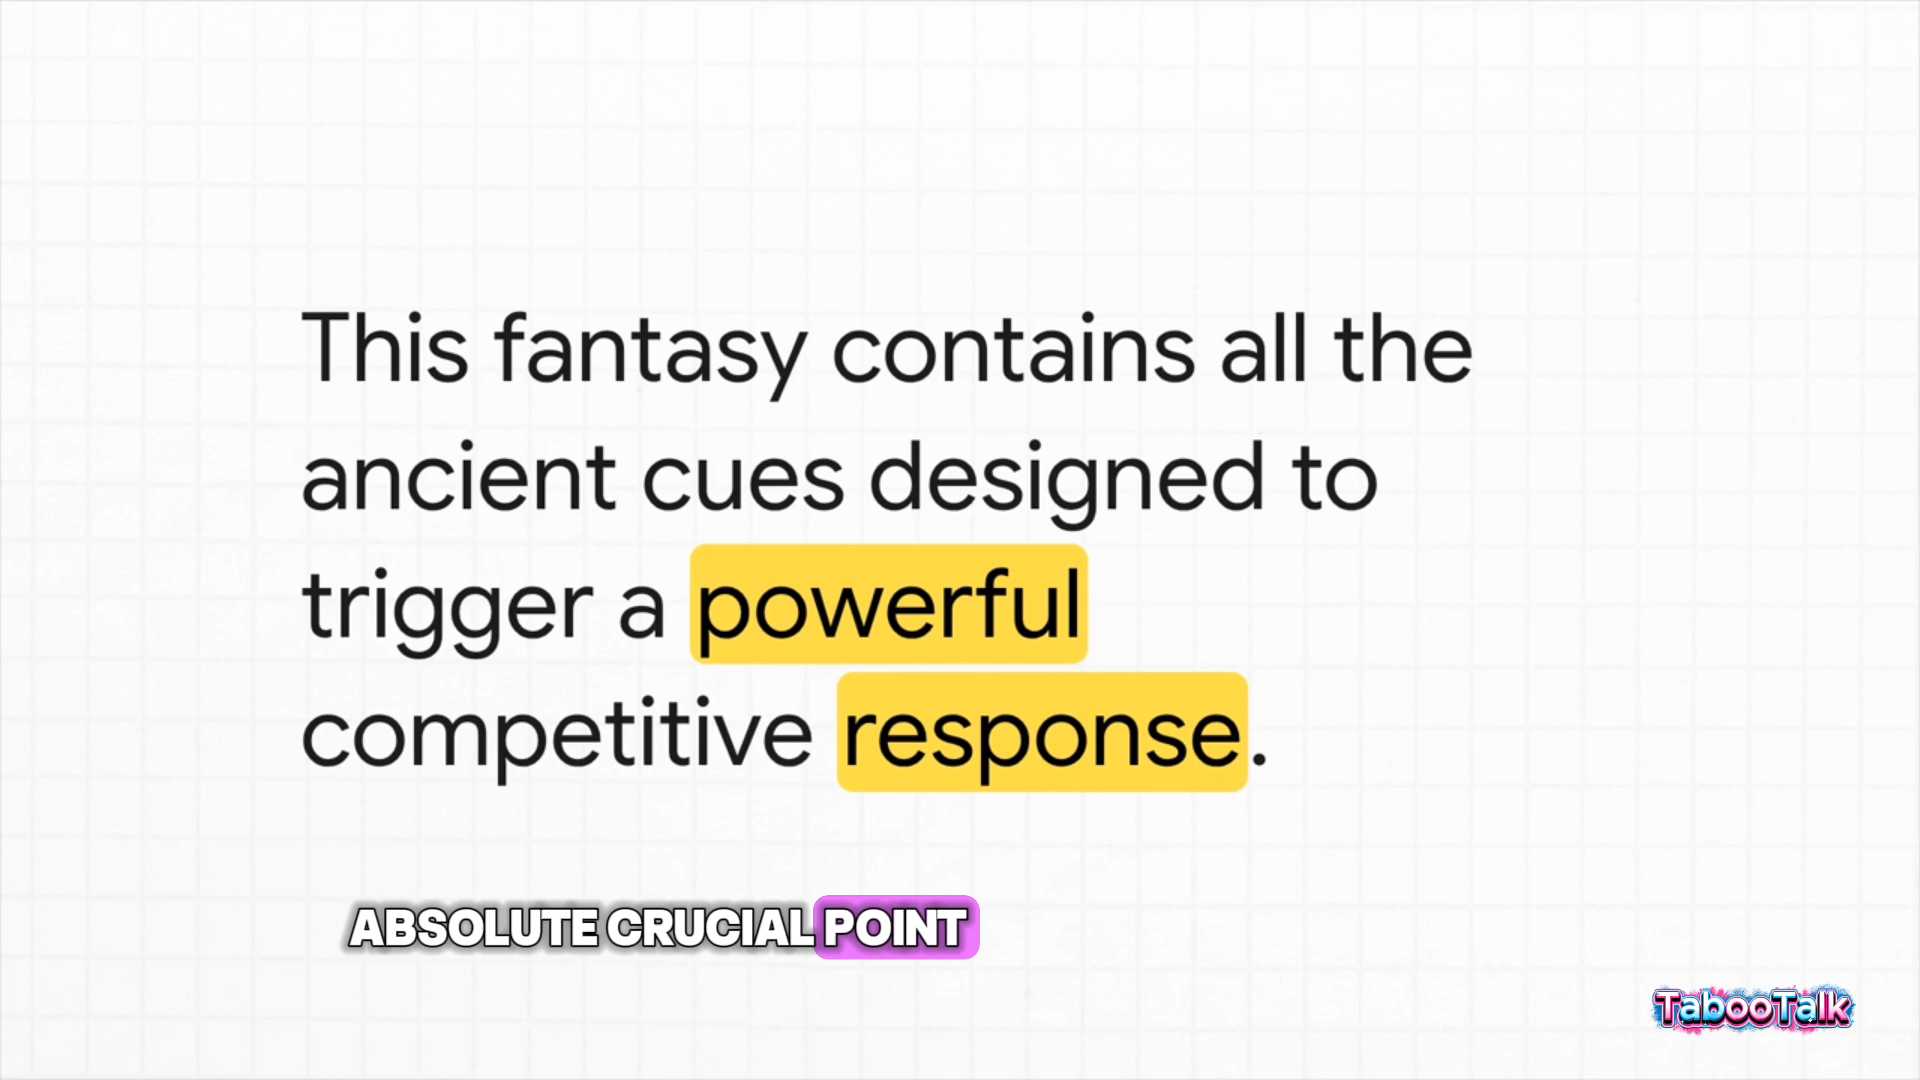 This fantasy contains all the
ancient cues designed to
trigger a powerful
competitive response.
ABSOLUTE CRUCIAL POINT
TabooTalk